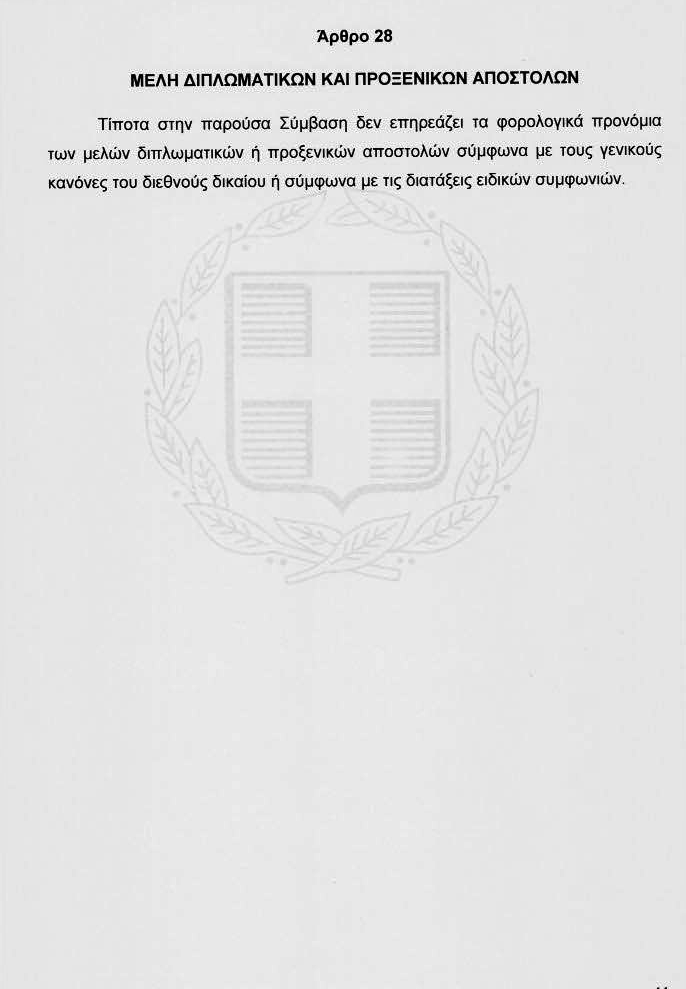 Άρθρο 28
ΜΕΛΗ ΔΙΠΛΩΜΑΤΙΚΩΝ ΚΑΙ ΠΡΟΞΕΝΙΚΩΝ ΑΠΟΣΤΟΛΩΝ
Τίποτα στην παρούσα Σύμβαση δεν επηρεάζει τα φορολογικά προνόμια
των μελών διπλωματικών ή προξενικών αποστολών σύμφωνα με τους γενικούς
κανόνες του διεθνούς δικαίου ή σύμφωνα με τις διατάξεις ειδικών συμφωνιών.